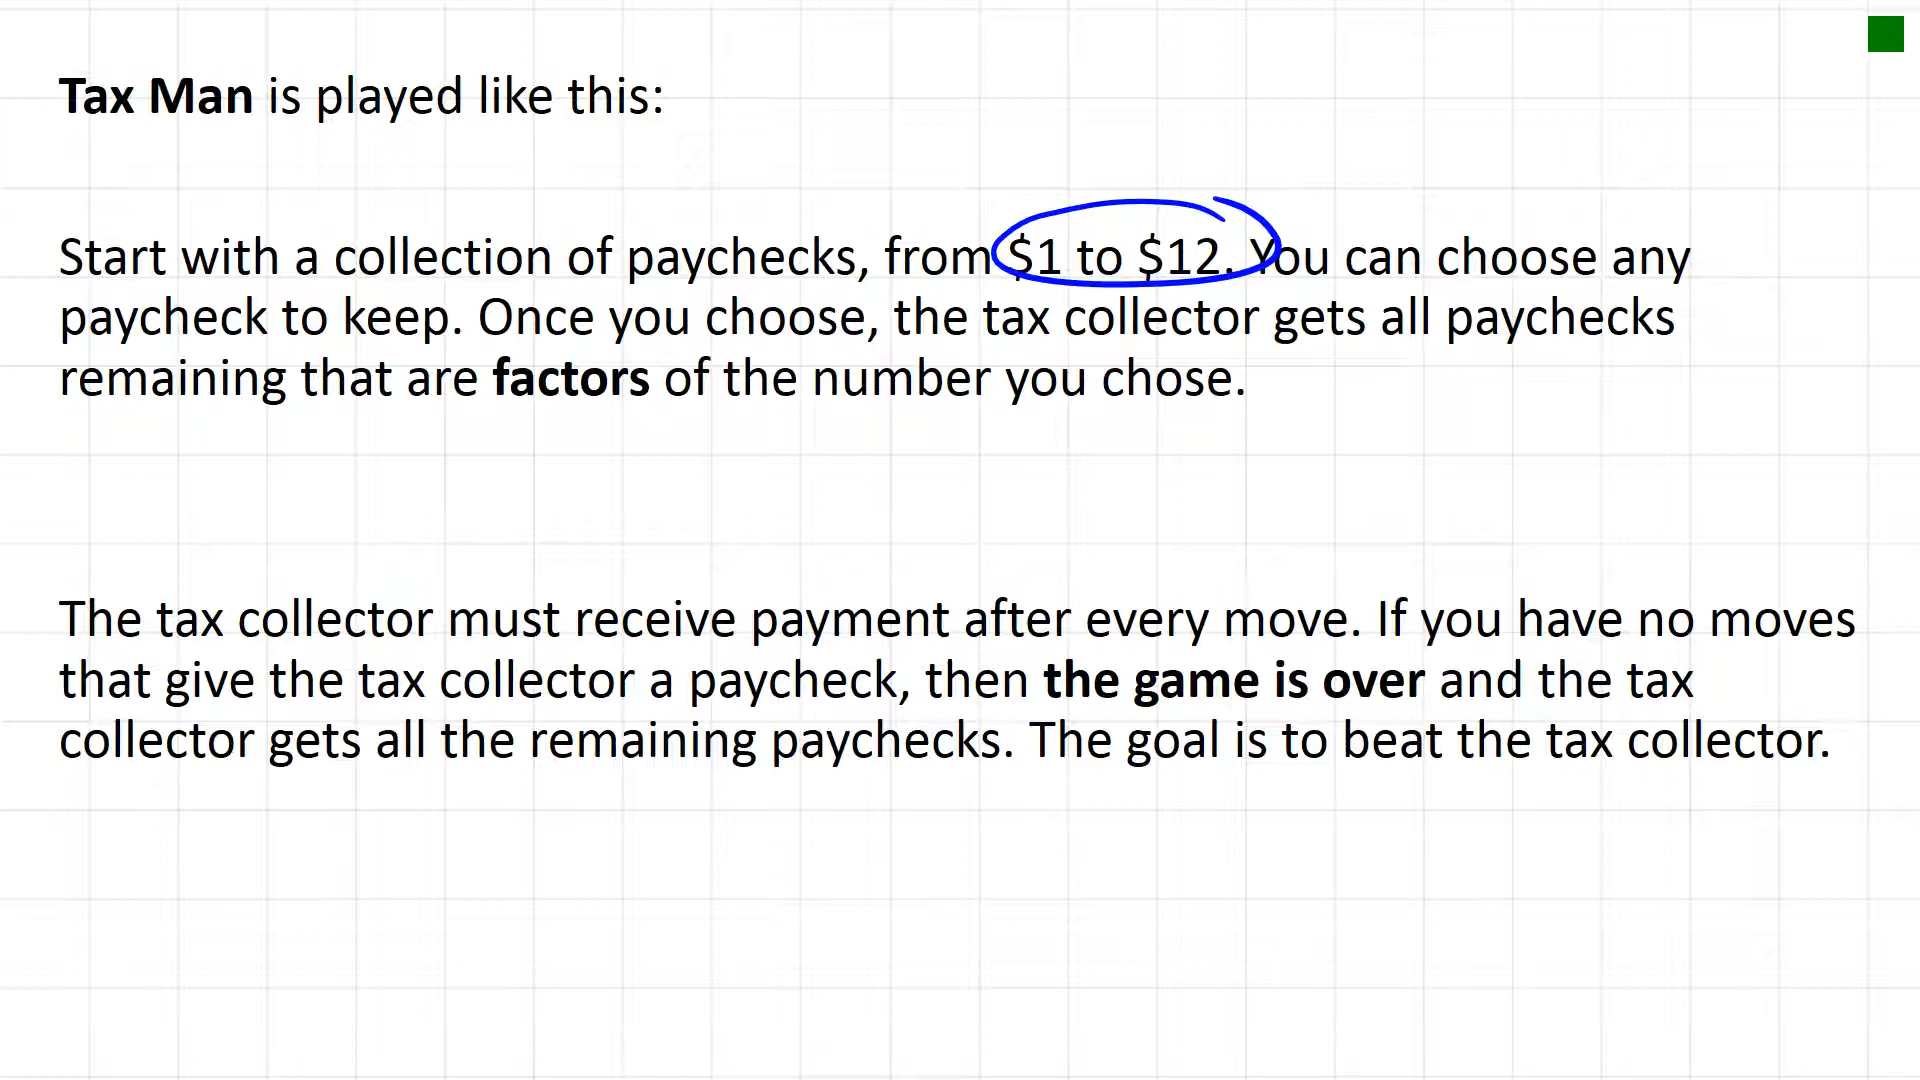 Tax Man is played like this:
Start with a collection of paychecks, from $1 to $12. You can choose any
paycheck to keep. Once you choose, the tax collector gets all paychecks
remaining that are factors of the number you chose.
The tax collector must receive payment after every move. If you have no moves
that give the tax collector a paycheck, then the game is over and the tax
collector gets all the remaining paychecks. The goal is to beat the tax collector.